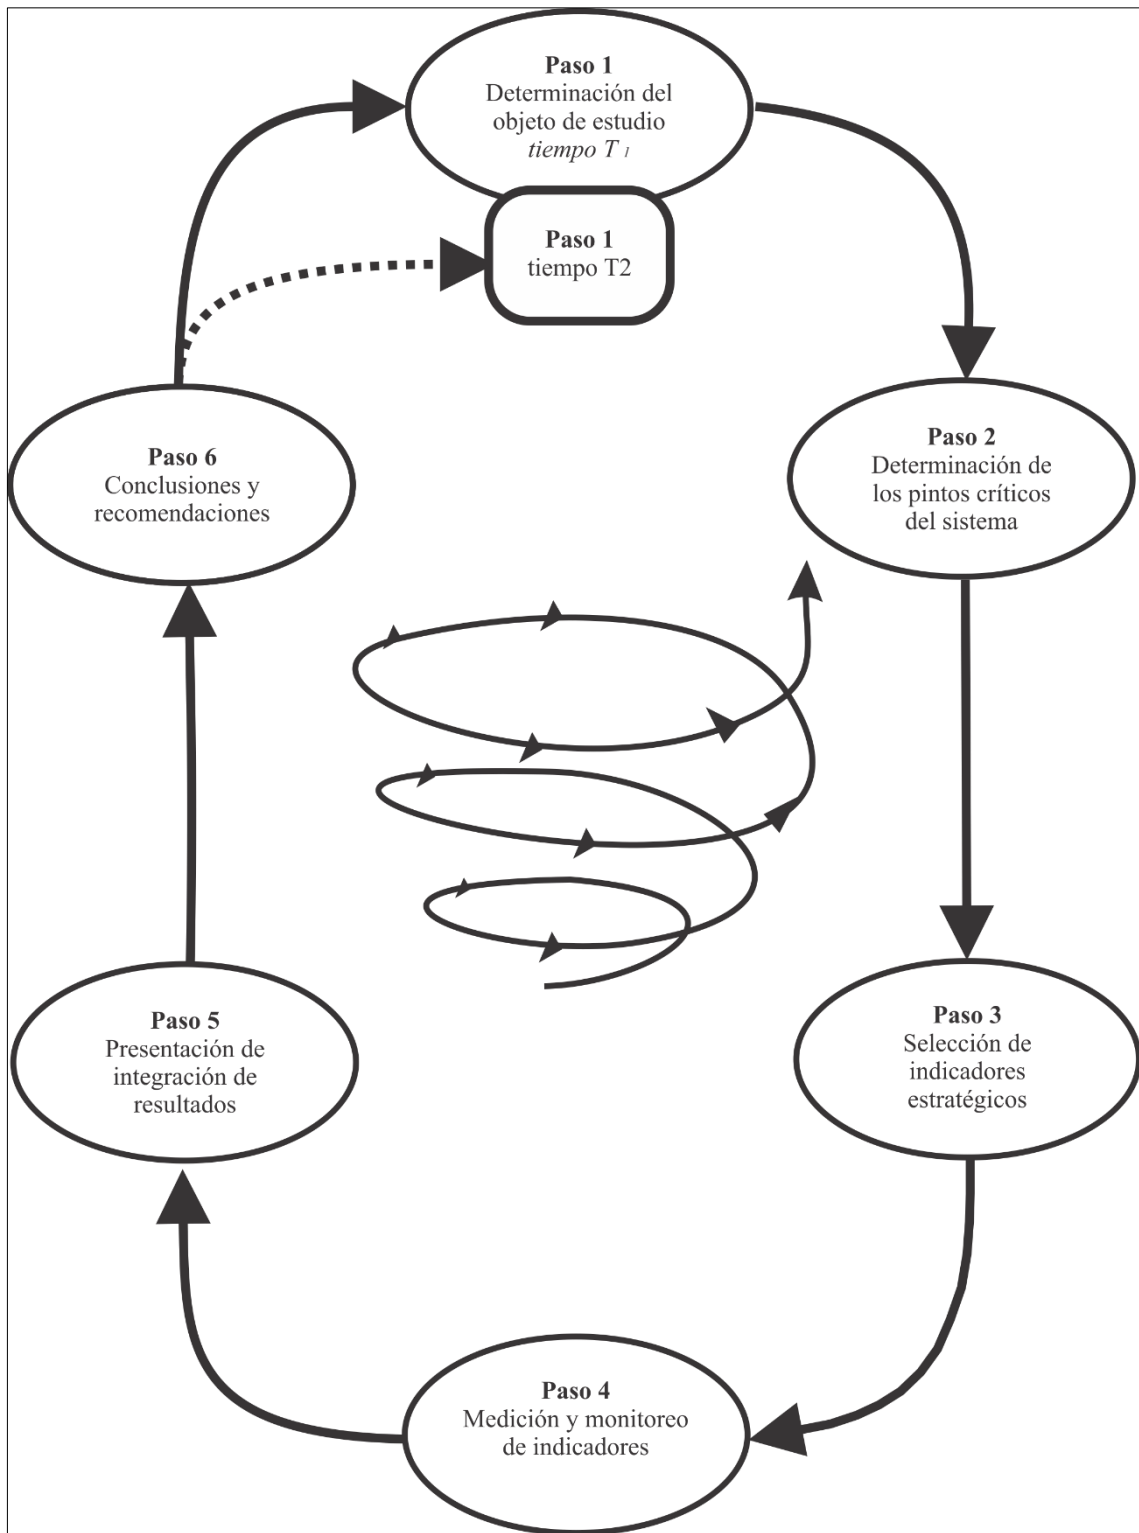 Paso 1
Determinación del
objeto de estudio
tiempo T 1
Paso 1
tiempo T2
Paso 2
Determinación de
los pintos críticos
del sistema
Paso 3
Selección de
indicadores
estratégicos
Paso 4
Medición y monitoreo
de indicadores
Paso 5
Presentación de
integración de
resultados
Paso 6
Conclusiones y
recomendaciones